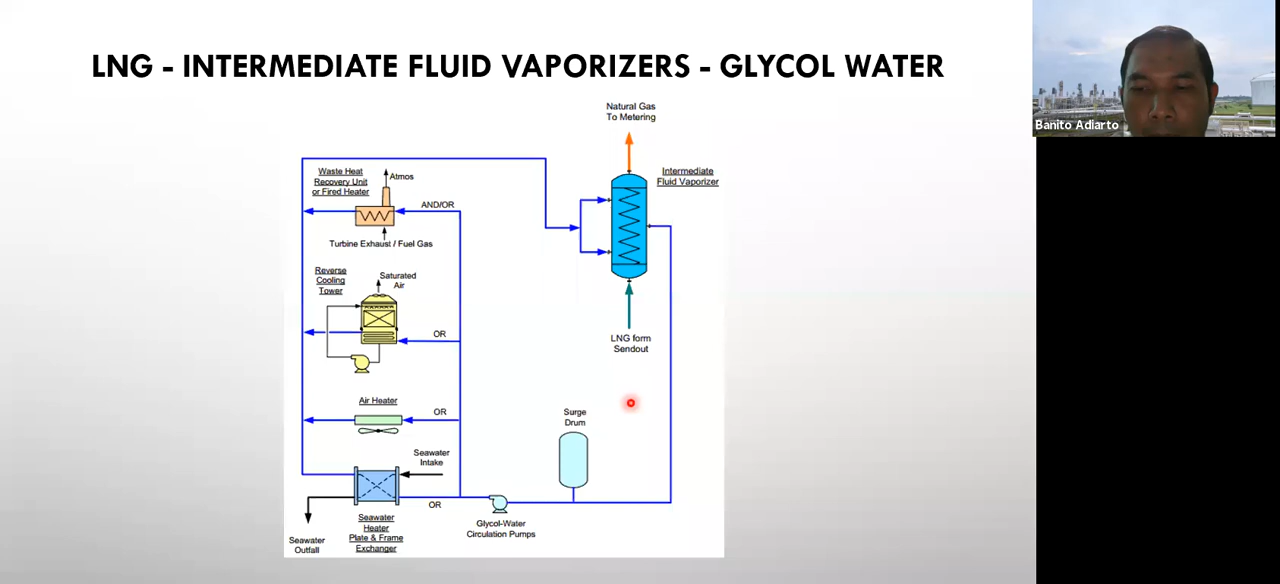 LNG - INTERMEDIATE FLUID VAPORIZERS - GLYCOL WATER
Banito Adiarto
Natural Gas
To Metering
Intermediate
Fluid Vaporizer
Waste Heat
Recovery Unit
or Fired Heater
Atmos
AND/OR
Turbine Exhaust / Fuel Gas
Reverse
Cooling
Tower
Saturated
Air
OR
LNG form
Sendout
Air Heater
OR
Surge
Drum
Seawater
Intake
OR
Glycol-Water
Circulation Pumps
Seawater
Heater
Plate & Frame
Exchanger
Seawater
Outfall